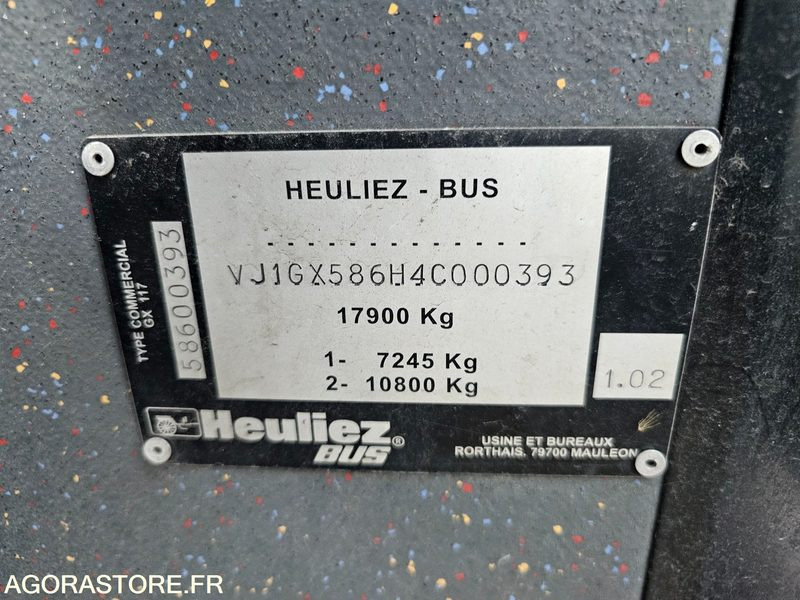 HEULIEZ - BUS
- - - - - - - - - - - - -
VJ1GX586H4C000393
17900 Kg
1- 7245 Kg
2- 10800 Kg
TYPE COMMERCIAL
GX 117
58600393
1.02
Heuliez®
BUS
USINE ET BUREAUX
RORTHAIS, 79700 MAULEON
AGORASTORE.FR